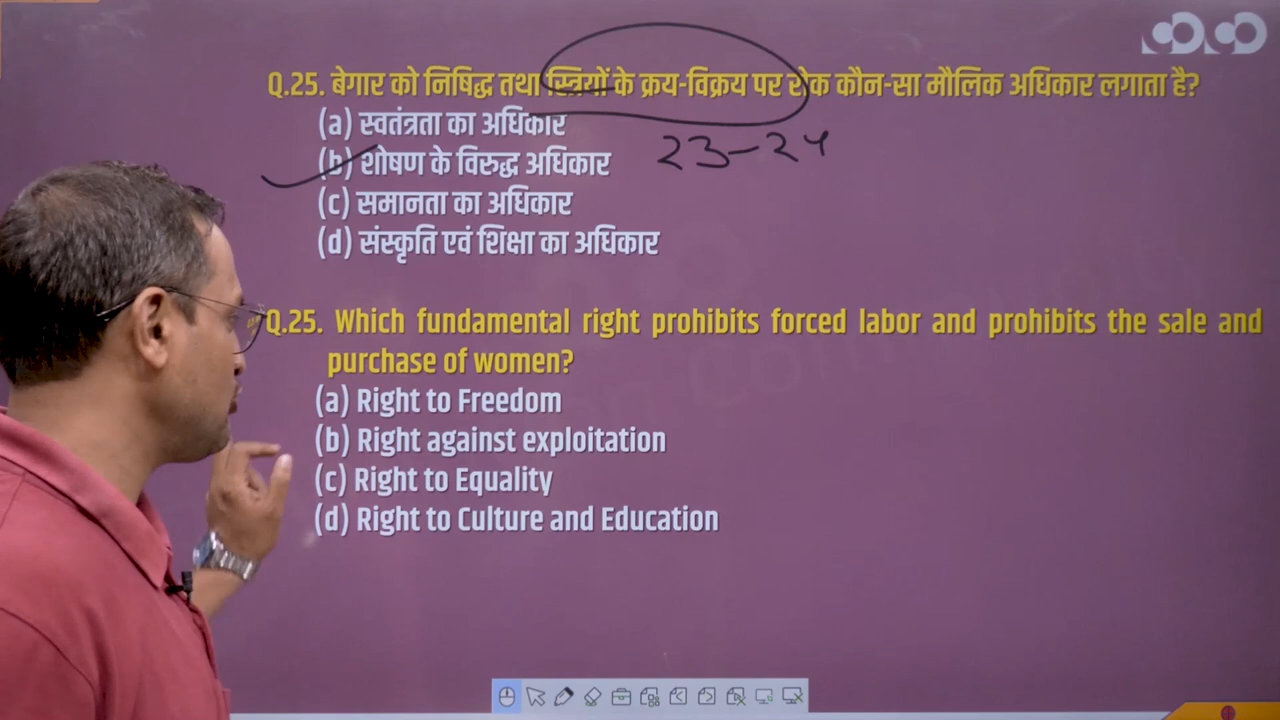 Q.25. बेगार को निषिद्ध तथा स्त्रियों के क्रय-विक्रय पर रोक कौन-सा मौलिक अधिकार लगाता है?
(a) स्वतंत्रता का अधिकार
(b) शोषण के विरुद्ध अधिकार
23-24
(c) समानता का अधिकार
(d) संस्कृति एवं शिक्षा का अधिकार
Q.25. Which fundamental right prohibits forced labor and prohibits the sale and
purchase of women?
(a) Right to Freedom
(b) Right against exploitation
(c) Right to Equality
(d) Right to Culture and Education